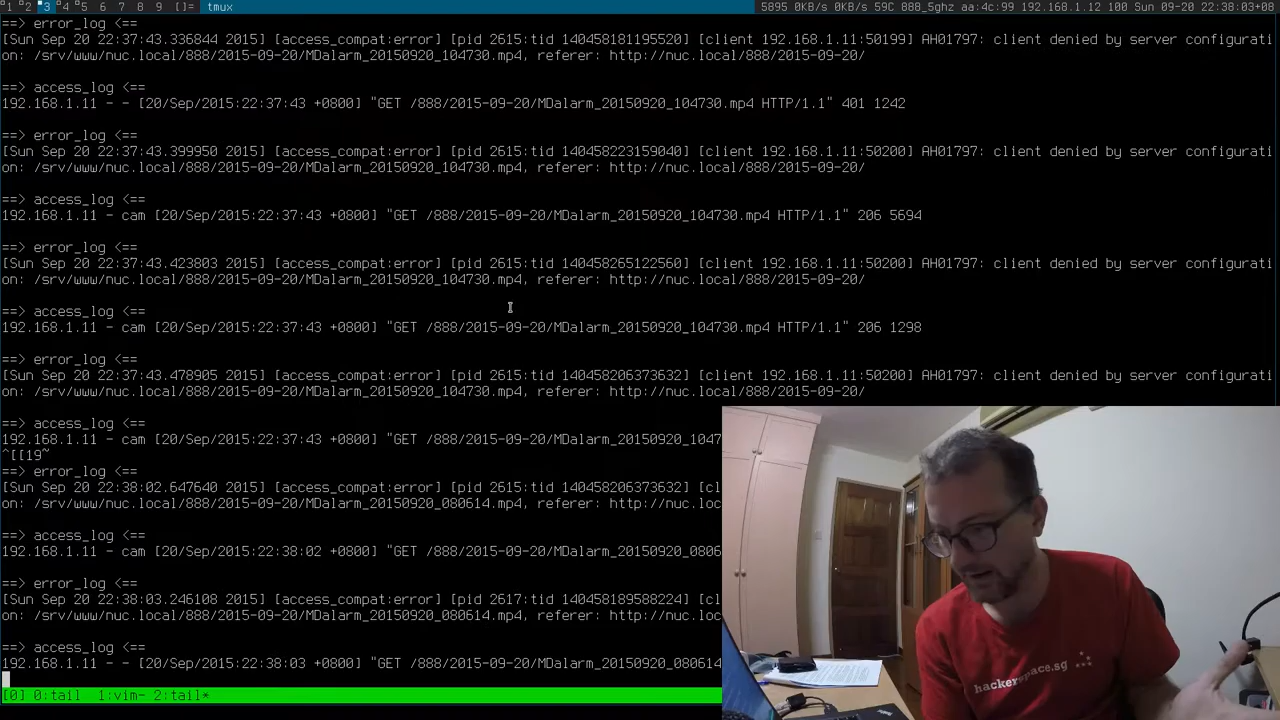 1 2 3 4 5 6 7 8 9 []= tmux 5895 0KB/s 0KB/s 59C 888_5ghz aa:4c:99 192.168.1.12 100 Sun 09-20 22:38:03+08
==> error_log <==
[Sun Sep 20 22:37:43.336844 2015] [access_compat:error] [pid 2615:tid 140458181195520] [client 192.168.1.11:50199] AH01797: client denied by server configurati
on: /srv/www/nuc.local/888/2015-09-20/MDalarm_20150920_104730.mp4, referer: http://nuc.local/888/2015-09-20/
==> access_log <==
192.168.1.11 - - [20/Sep/2015:22:37:43 +0800] "GET /888/2015-09-20/MDalarm_20150920_104730.mp4 HTTP/1.1" 401 1242
==> error_log <==
[Sun Sep 20 22:37:43.399950 2015] [access_compat:error] [pid 2615:tid 140458223159040] [client 192.168.1.11:50200] AH01797: client denied by server configurati
on: /srv/www/nuc.local/888/2015-09-20/MDalarm_20150920_104730.mp4, referer: http://nuc.local/888/2015-09-20/
==> access_log <==
192.168.1.11 - cam [20/Sep/2015:22:37:43 +0800] "GET /888/2015-09-20/MDalarm_20150920_104730.mp4 HTTP/1.1" 206 5694
==> error_log <==
[Sun Sep 20 22:37:43.423803 2015] [access_compat:error] [pid 2615:tid 140458265122560] [client 192.168.1.11:50200] AH01797: client denied by server configurati
on: /srv/www/nuc.local/888/2015-09-20/MDalarm_20150920_104730.mp4, referer: http://nuc.local/888/2015-09-20/
==> access_log <==
192.168.1.11 - cam [20/Sep/2015:22:37:43 +0800] "GET /888/2015-09-20/MDalarm_20150920_104730.mp4 HTTP/1.1" 206 1298
==> error_log <==
[Sun Sep 20 22:37:43.478905 2015] [access_compat:error] [pid 2615:tid 140458206373632] [client 192.168.1.11:50200] AH01797: client denied by server configurati
on: /srv/www/nuc.local/888/2015-09-20/MDalarm_20150920_104730.mp4, referer: http://nuc.local/888/2015-09-20/
==> access_log <==
192.168.1.11 - cam [20/Sep/2015:22:37:43 +0800] "GET /888/2015-09-20/MDalarm_20150920_1047
^[[19~
==> error_log <==
[Sun Sep 20 22:38:02.647640 2015] [access_compat:error] [pid 2615:tid 140458206373632] [cl
on: /srv/www/nuc.local/888/2015-09-20/MDalarm_20150920_080614.mp4, referer: http://nuc.loc
==> access_log <==
192.168.1.11 - cam [20/Sep/2015:22:38:02 +0800] "GET /888/2015-09-20/MDalarm_20150920_0806
==> error_log <==
[Sun Sep 20 22:38:03.246108 2015] [access_compat:error] [pid 2617:tid 140458189588224] [cl
on: /srv/www/nuc.local/888/2015-09-20/MDalarm_20150920_080614.mp4, referer: http://nuc.loc
==> access_log <==
192.168.1.11 - - [20/Sep/2015:22:38:03 +0800] "GET /888/2015-09-20/MDalarm_20150920_080614
hackerspace.sg
[0] 0:tail 1:vim- 2:tail*